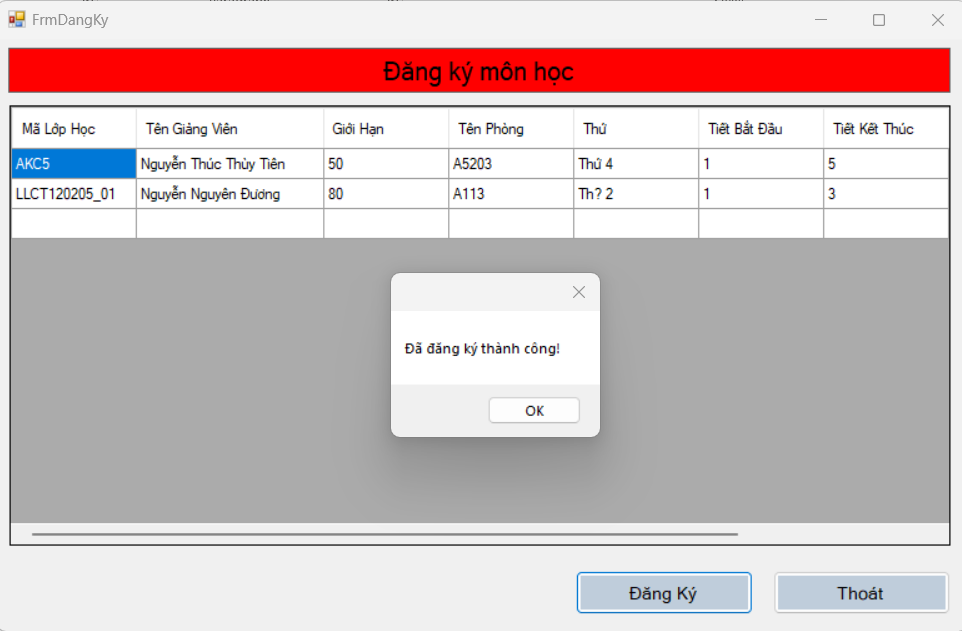 FrmDangKy
Đăng ký môn học
Mã Lớp Học Tên Giảng Viên Giới Hạn Tên Phòng Thứ Tiết Bắt Đầu Tiết Kết Thúc
AKC5 Nguyễn Thúc Thùy Tiên 50 A5203 Thứ 4 1 5
LLCT120205_01 Nguyễn Nguyên Đương 80 A113 Th? 2 1 3
Đã đăng ký thành công!
OK
Đăng Ký Thoát